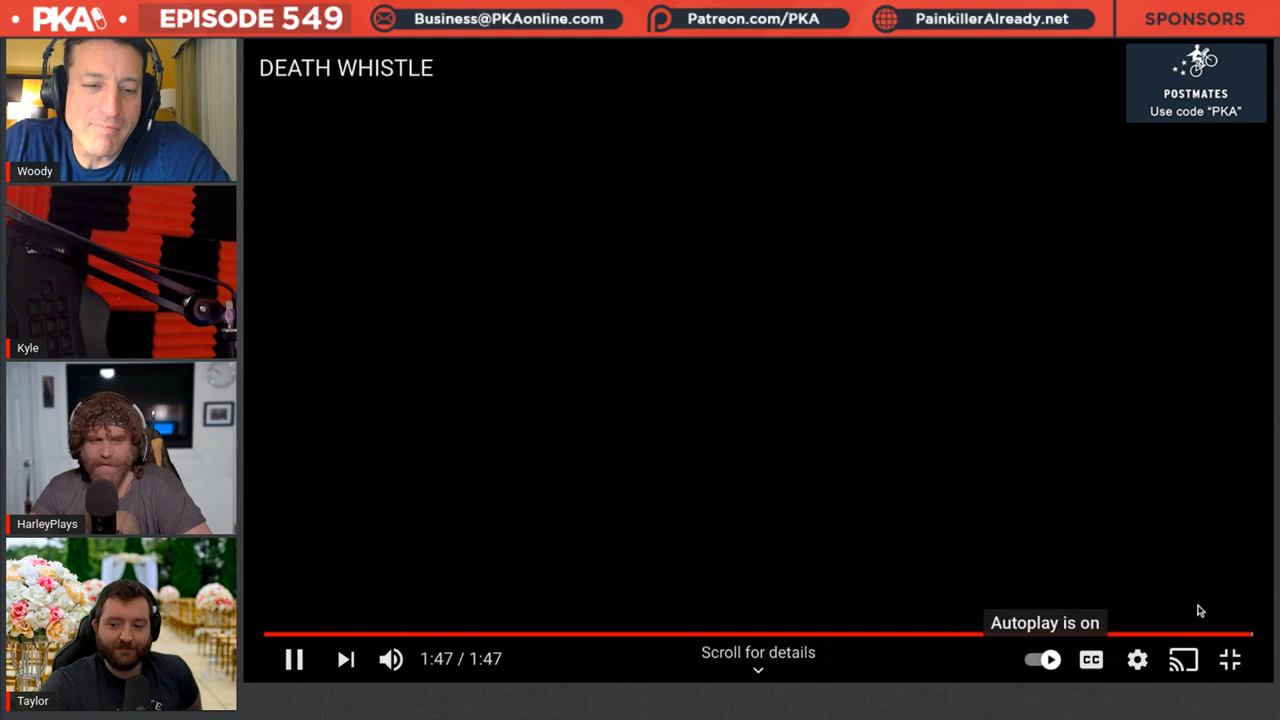 PKA EPISODE 549 Business@PKAonline.com Patreon.com/PKA PainkillerAlready.net SPONSORS
DEATH WHISTLE
POSTMATES
Use code "PKA"
Woody
Kyle
HarleyPlays
Taylor
Autoplay is on
1:47 / 1:47
Scroll for details
CC